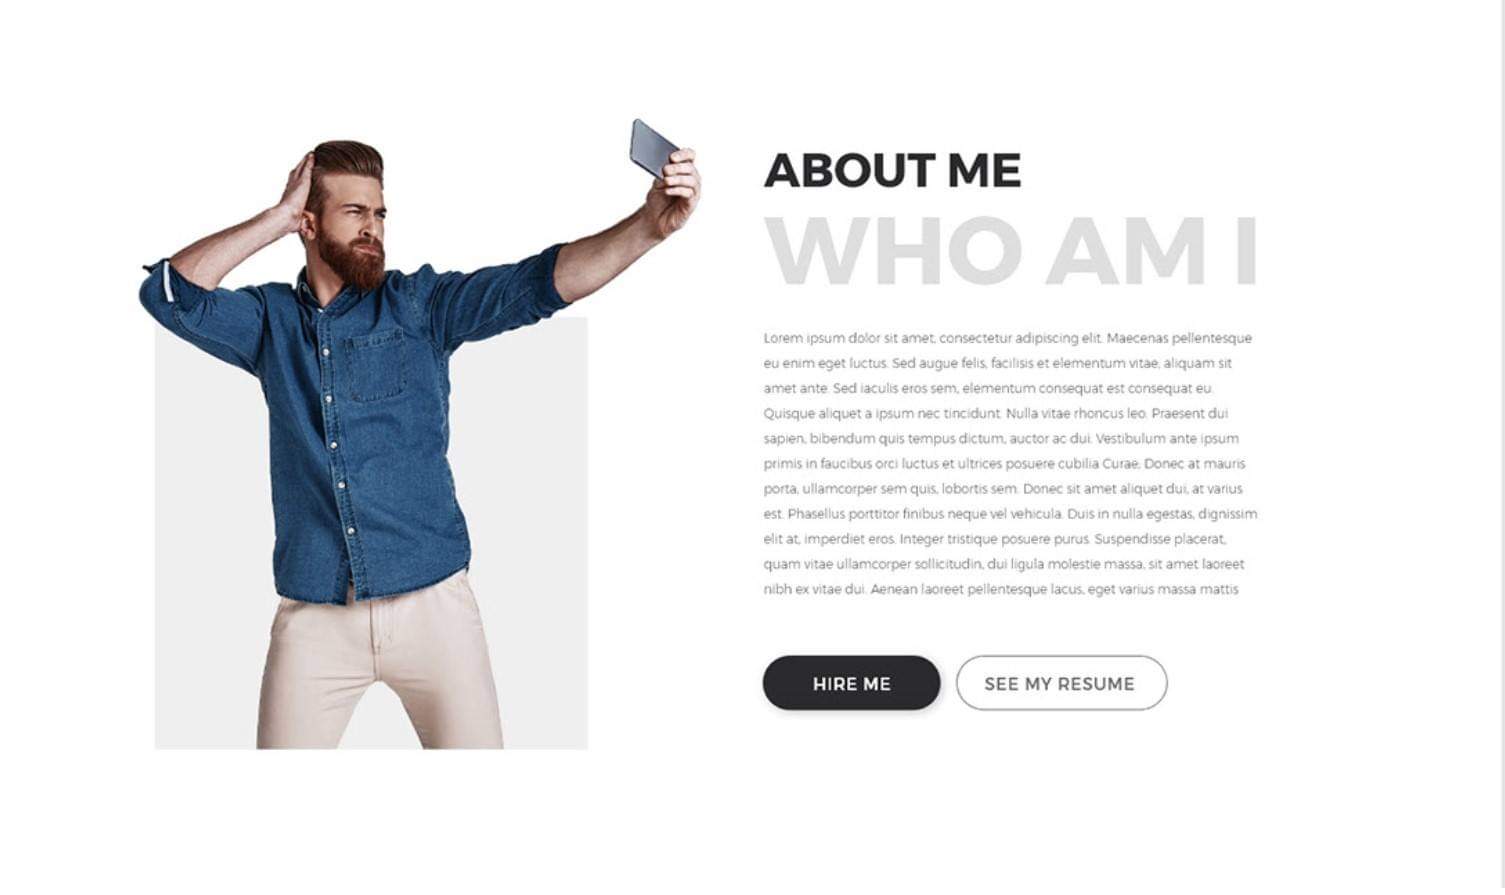 ABOUT ME
WHO AM I
Lorem ipsum dolor sit amet, consectetur adipiscing elit. Maecenas pellentesque
eu enim eget luctus. Sed augue felis, facilisis et elementum vitae, aliquam sit
amet ante. Sed iaculis eros sem, elementum consequat est consequat eu.
Quisque aliquet a ipsum nec tincidunt. Nulla vitae rhoncus leo. Praesent dui
sapien, bibendum quis tempus dictum, auctor ac dui. Vestibulum ante ipsum
primis in faucibus orci luctus et ultrices posuere cubilia Curae; Donec at mauris
porta, ullamcorper sem quis, lobortis sem. Donec sit amet aliquet dui, at varius
est. Phasellus porttitor finibus neque vel vehicula. Duis in nulla egestas, dignissim
elit at, imperdiet eros. Integer tristique posuere purus. Suspendisse placerat,
quam vitae ullamcorper sollicitudin, dui ligula molestie massa, sit amet laoreet
nibh ex vitae dui. Aenean laoreet pellentesque lacus, eget varius massa mattis
HIRE ME
SEE MY RESUME